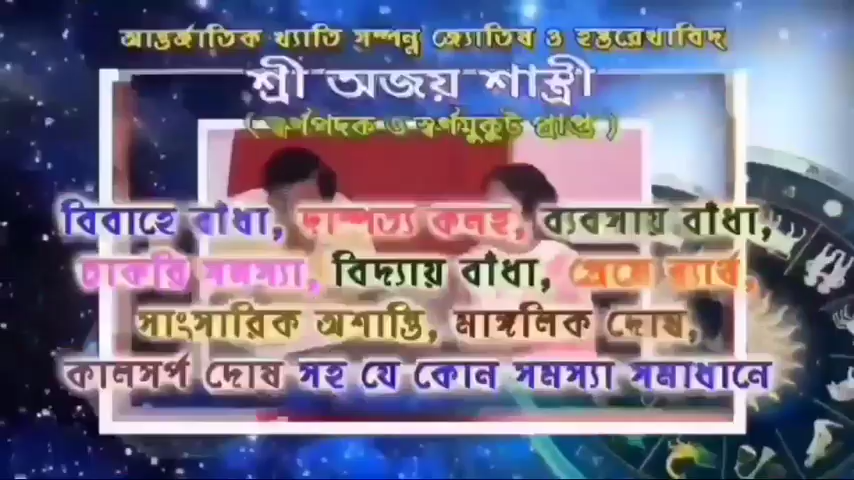 আন্তর্জাতিক খ্যাতি সম্পন্ন জ্যোতিষ ও হস্তরেখাবিদ
শ্রী অজয় শাস্ত্রী
( স্বর্ণপদক ও স্বর্ণমুকুট প্রাপ্ত )
বিবাহে বাঁধা, দাম্পত্য কলহ, ব্যবসায় বাঁধা,
চাকরি সমস্যা, বিদ্যায় বাঁধা, প্রেমে ব্যার্থ,
সাংসারিক অশান্তি, মাঙ্গলিক দোষ,
কালসর্প দোষ সহ যে কোন সমস্যা সমাধানে